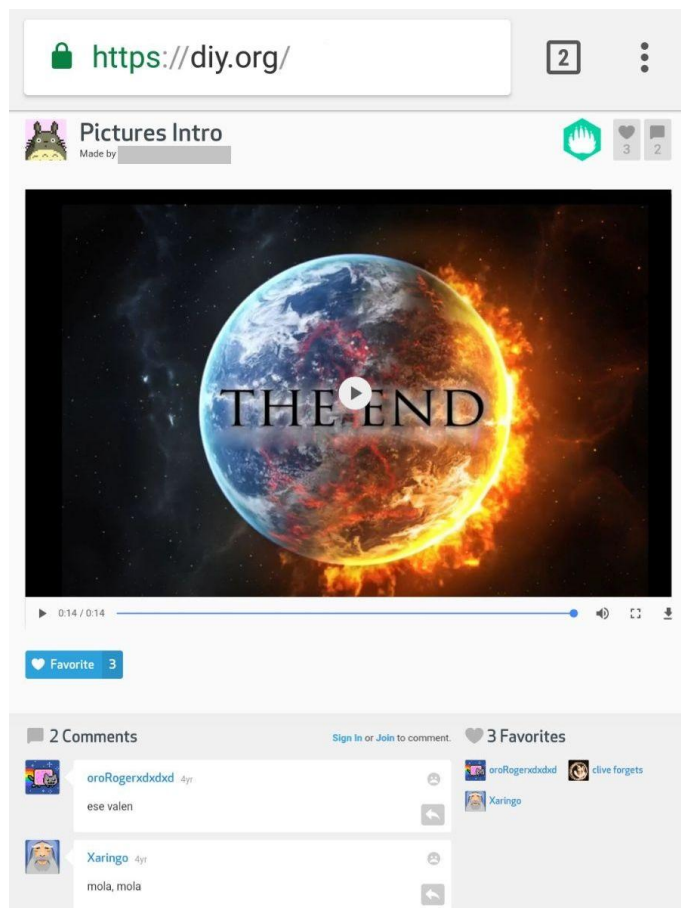 https://diy.org/
2
Pictures Intro
Made by
3
2
THE END
0:14 / 0:14
Favorite 3
2 Comments
Sign In or Join to comment.
oroRogerxdxdxd 4yr
ese valen
Xaringo 4yr
mola, mola
3 Favorites
oroRogerxdxdxd
clive forgets
Xaringo